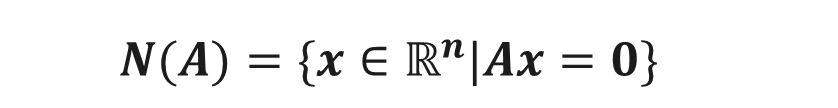 N(A) = {x ∈ ℝⁿ|Ax = 0}